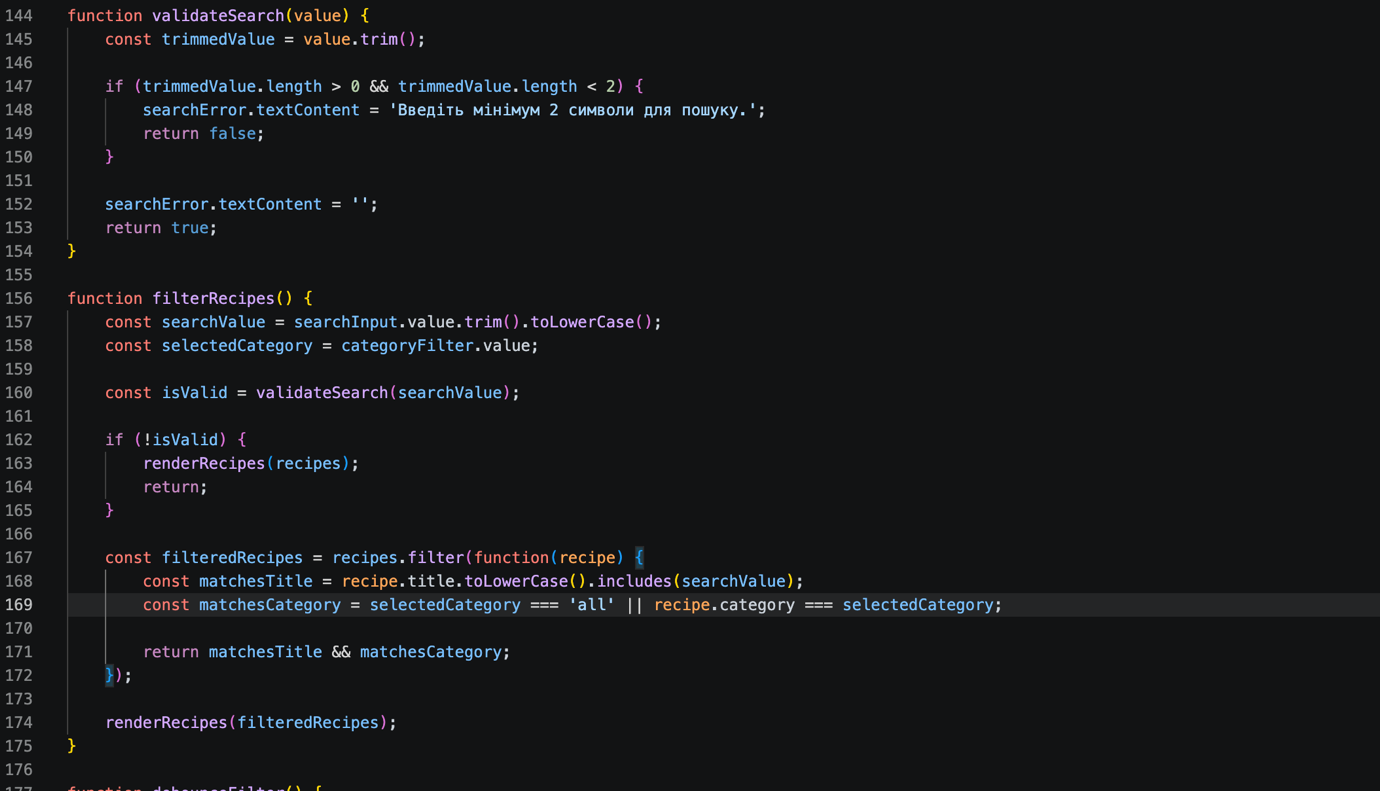 144 function validateSearch(value) {
145 const trimmedValue = value.trim();
146
147 if (trimmedValue.length > 0 && trimmedValue.length < 2) {
148 searchError.textContent = 'Введіть мінімум 2 символи для пошуку.';
149 return false;
150 }
151
152 searchError.textContent = '';
153 return true;
154 }
155
156 function filterRecipes() {
157 const searchValue = searchInput.value.trim().toLowerCase();
158 const selectedCategory = categoryFilter.value;
159
160 const isValid = validateSearch(searchValue);
161
162 if (!isValid) {
163 renderRecipes(recipes);
164 return;
165 }
166
167 const filteredRecipes = recipes.filter(function(recipe) {
168 const matchesTitle = recipe.title.toLowerCase().includes(searchValue);
169 const matchesCategory = selectedCategory === 'all' || recipe.category === selectedCategory;
170
171 return matchesTitle && matchesCategory;
172 });
173
174 renderRecipes(filteredRecipes);
175 }
176
177 function debounceFilter() {